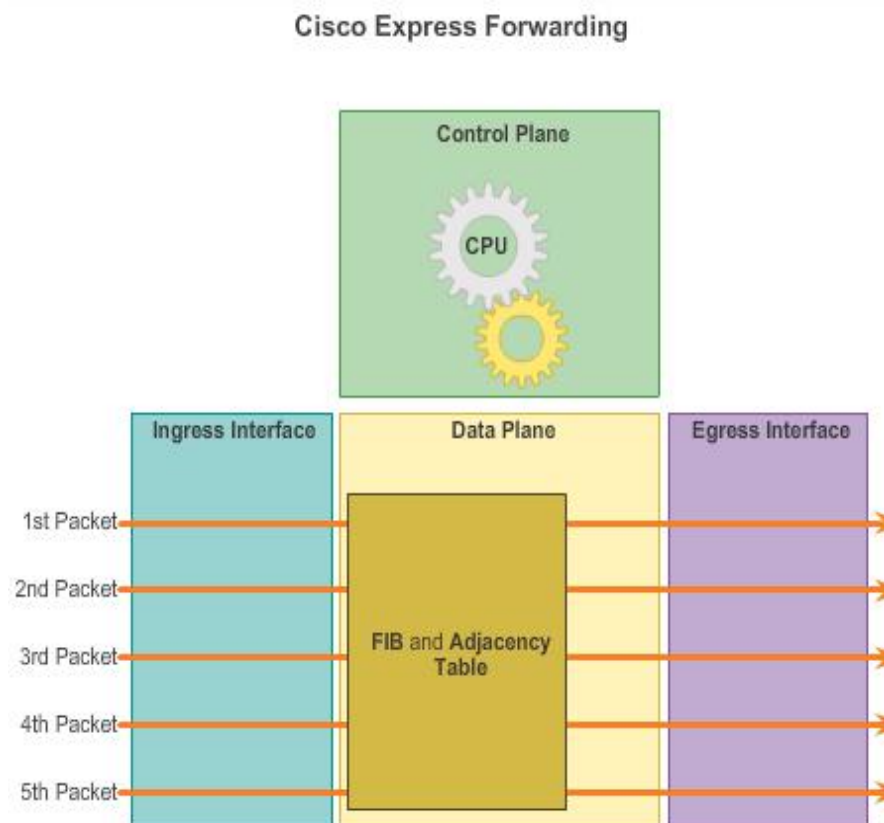 Cisco Express Forwarding
Control Plane
CPU
Ingress Interface
Data Plane
Egress Interface
1st Packet
2nd Packet
3rd Packet
4th Packet
5th Packet
FIB and Adjacency
Table